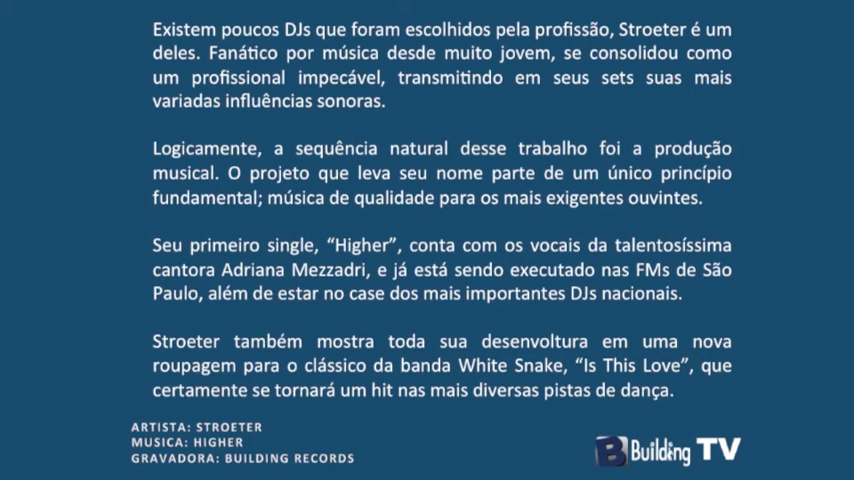 Existem poucos DJs que foram escolhidos pela profissão, Stroeter é um
deles. Fanático por música desde muito jovem, se consolidou como
um profissional impecável, transmitindo em seus sets suas mais
variadas influências sonoras.
Logicamente, a sequência natural desse trabalho foi a produção
musical. O projeto que leva seu nome parte de um único princípio
fundamental; música de qualidade para os mais exigentes ouvintes.
Seu primeiro single, “Higher”, conta com os vocais da talentosíssima
cantora Adriana Mezzadri, e já está sendo executado nas FMs de São
Paulo, além de estar no case dos mais importantes DJs nacionais.
Stroeter também mostra toda sua desenvoltura em uma nova
roupagem para o clássico da banda White Snake, “Is This Love”, que
certamente se tornará um hit nas mais diversas pistas de dança.
ARTISTA: STROETER
MUSICA: HIGHER
GRAVADORA: BUILDING RECORDS
B Building TV